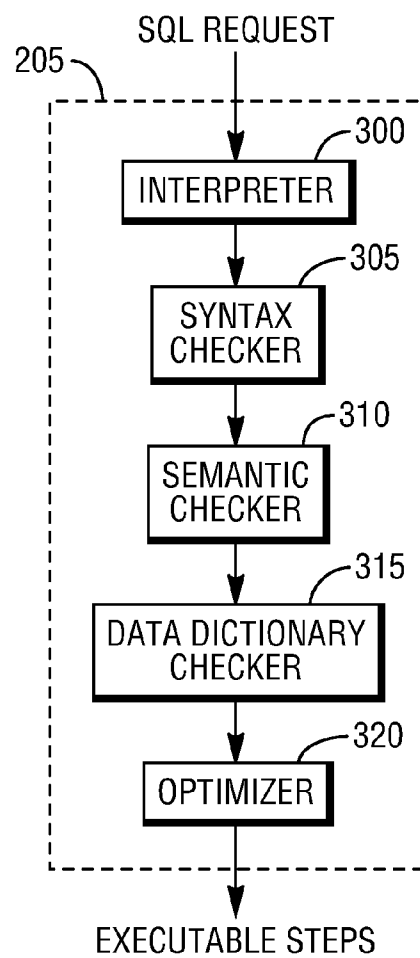 SQL REQUEST
205
300
INTERPRETER
305
SYNTAX
CHECKER
310
SEMANTIC
CHECKER
315
DATA DICTIONARY
CHECKER
320
OPTIMIZER
EXECUTABLE STEPS